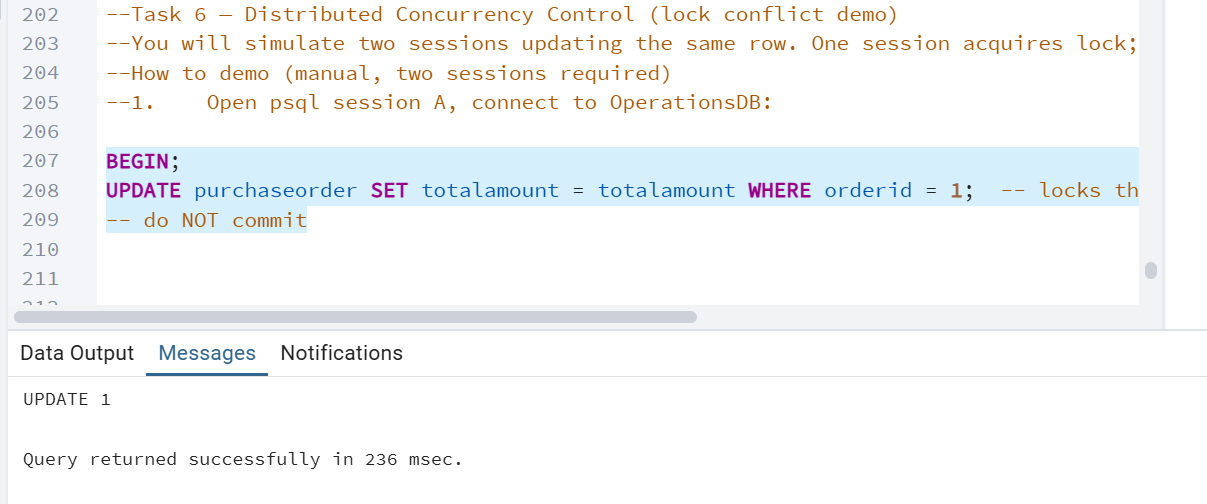 202 --Task 6 – Distributed Concurrency Control (lock conflict demo)
203 --You will simulate two sessions updating the same row. One session acquires lock;
204 --How to demo (manual, two sessions required)
205 --1. Open psql session A, connect to OperationsDB:
206
207 BEGIN;
208 UPDATE purchaseorder SET totalamount = totalamount WHERE orderid = 1; -- locks th
209 -- do NOT commit
210
211
Data Output Messages Notifications
UPDATE 1
Query returned successfully in 236 msec.